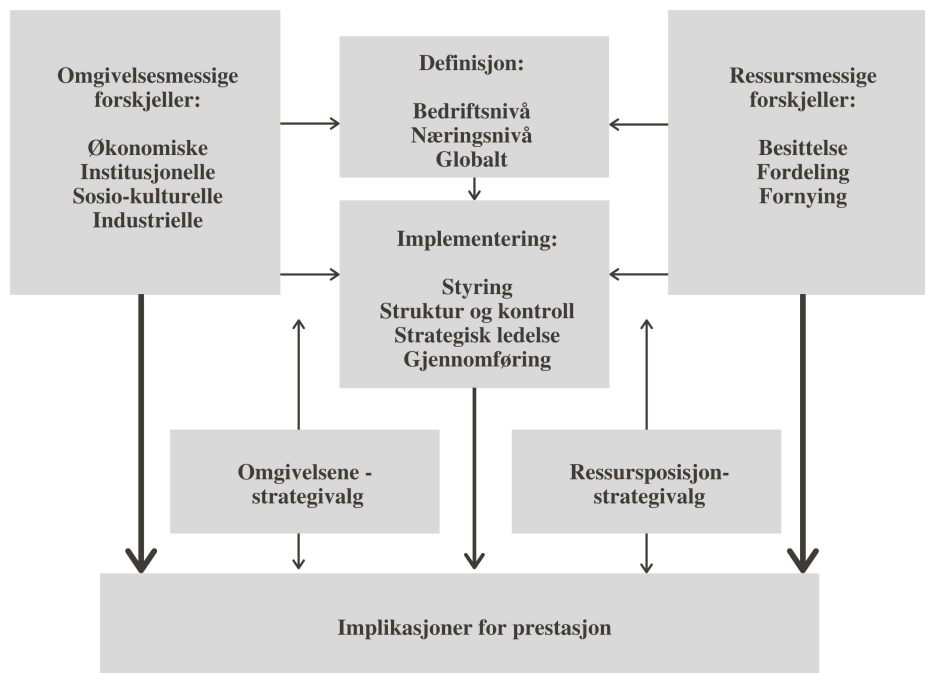 Omgivelsesmessige
forskjeller:
Økonomiske
Institusjonelle
Sosio-kulturelle
Industrielle
Definisjon:
Bedriftsnivå
Næringsnivå
Globalt
Ressursmessige
forskjeller:
Besittelse
Fordeling
Fornying
Implementering:
Styring
Struktur og kontroll
Strategisk ledelse
Gjennomføring
Omgivelsene -
strategivalg
Ressursposisjon-
strategivalg
Implikasjoner for prestasjon